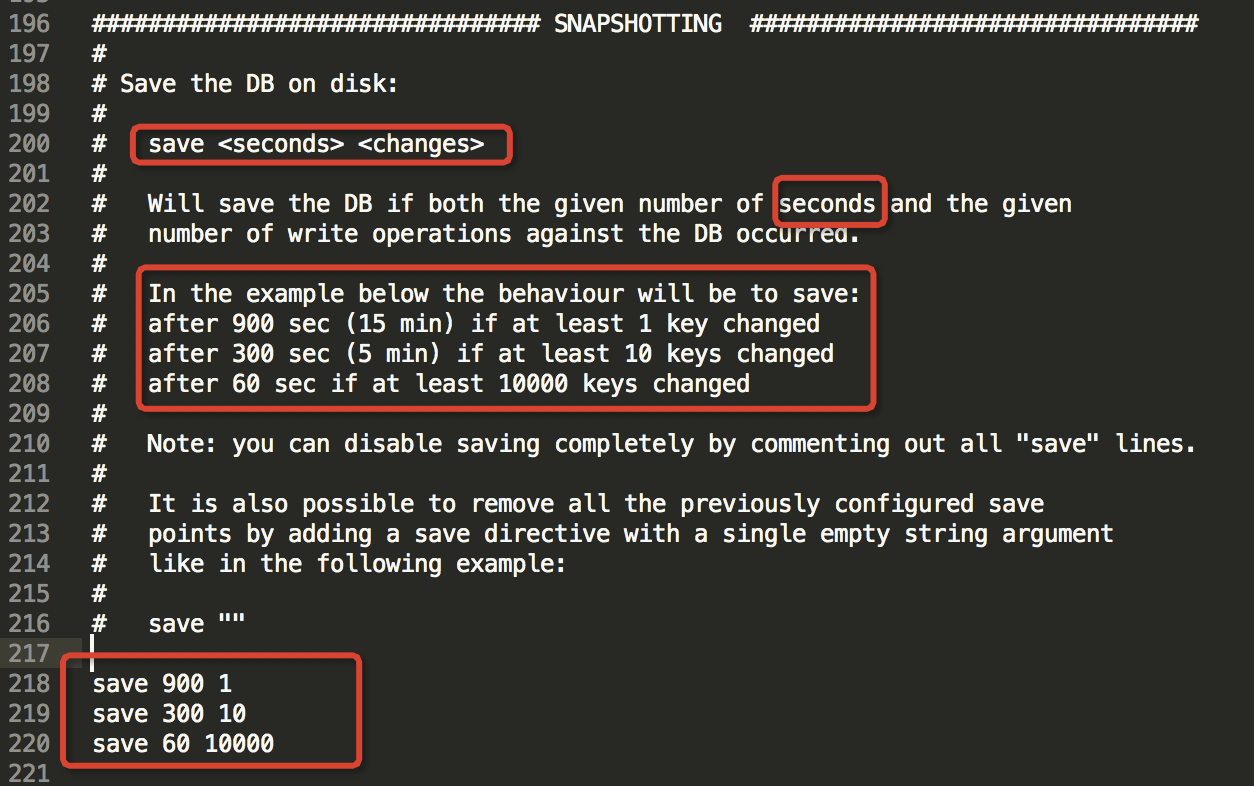 196 ################################ SNAPSHOTTING ################################
197 #
198 # Save the DB on disk:
199 #
200 #   save <seconds> <changes>
201 #
202 #   Will save the DB if both the given number of seconds and the given
203 #   number of write operations against the DB occurred.
204 #
205 #   In the example below the behaviour will be to save:
206 #   after 900 sec (15 min) if at least 1 key changed
207 #   after 300 sec (5 min) if at least 10 keys changed
208 #   after 60 sec if at least 10000 keys changed
209 #
210 #   Note: you can disable saving completely by commenting out all "save" lines.
211 #
212 #   It is also possible to remove all the previously configured save
213 #   points by adding a save directive with a single empty string argument
214 #   like in the following example:
215 #
216 #   save ""
217
218 save 900 1
219 save 300 10
220 save 60 10000
221